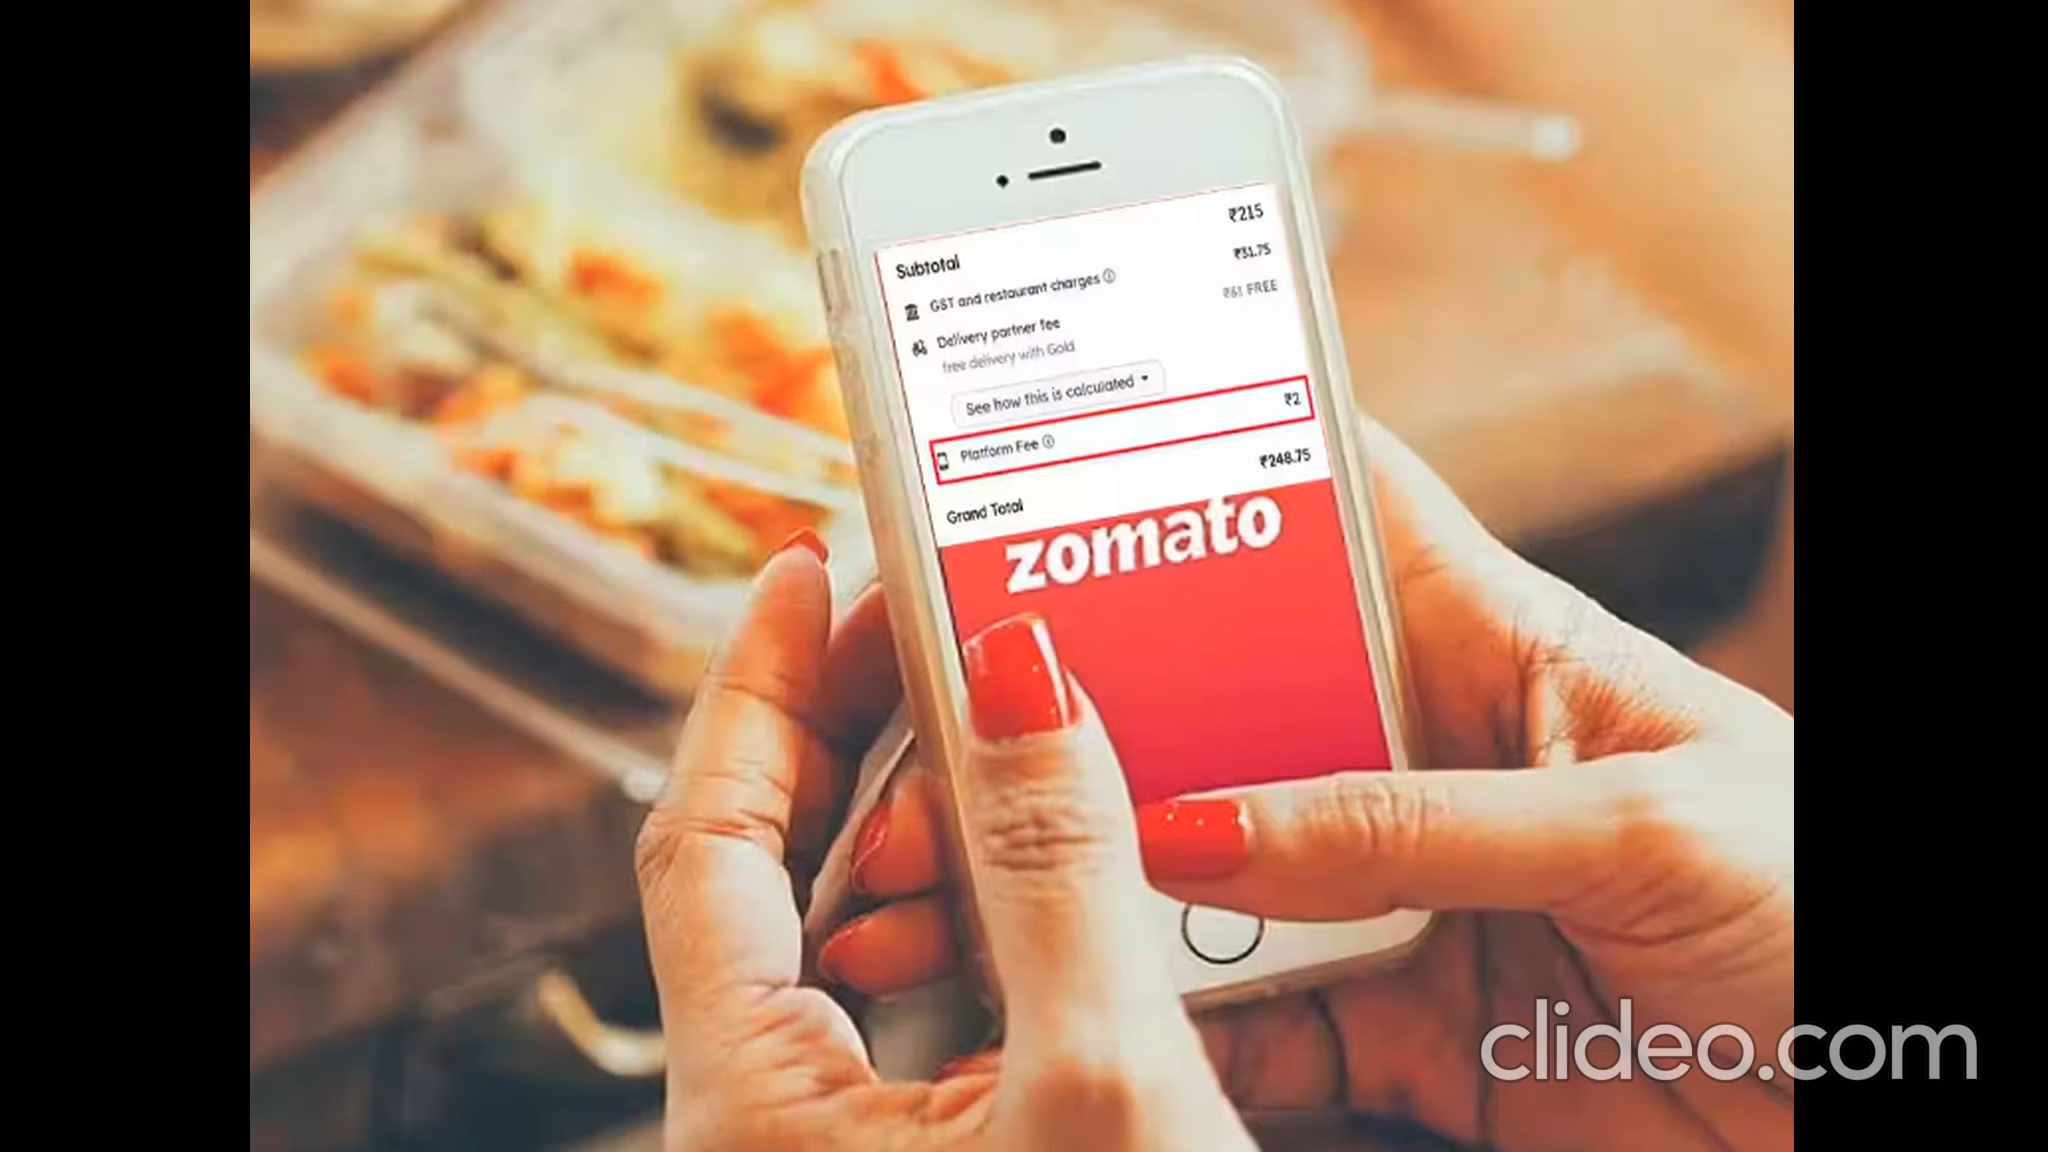 Subtotal ₹215
GST and restaurant charges ₹31.75
Delivery partner fee ₹61 FREE
free delivery with Gold
See how this is calculated
Platform Fee ₹2
Grand Total ₹248.75
zomato
clideo.com